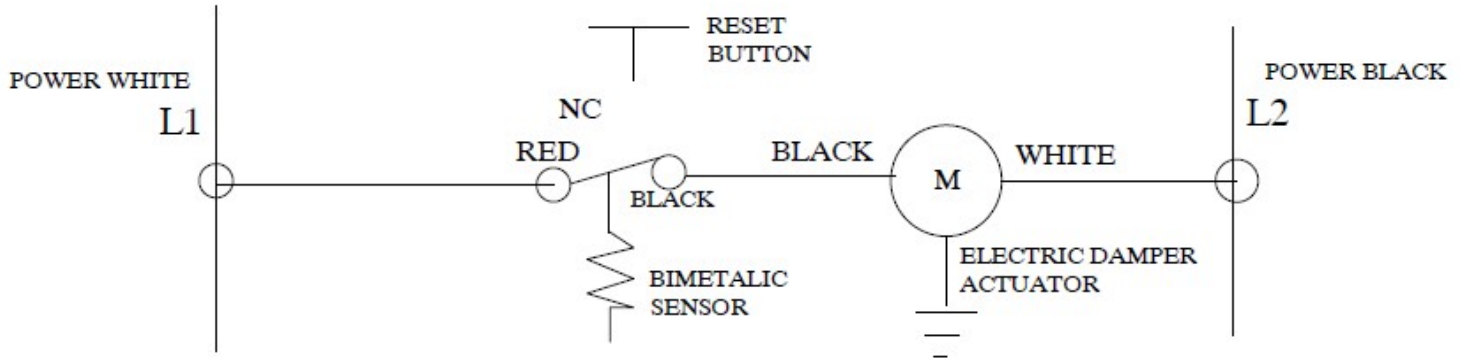 RESET
BUTTON
POWER WHITE
L1
POWER BLACK
L2
NC
RED
BLACK
BLACK
M
WHITE
BIMETALIC
SENSOR
ELECTRIC DAMPER
ACTUATOR